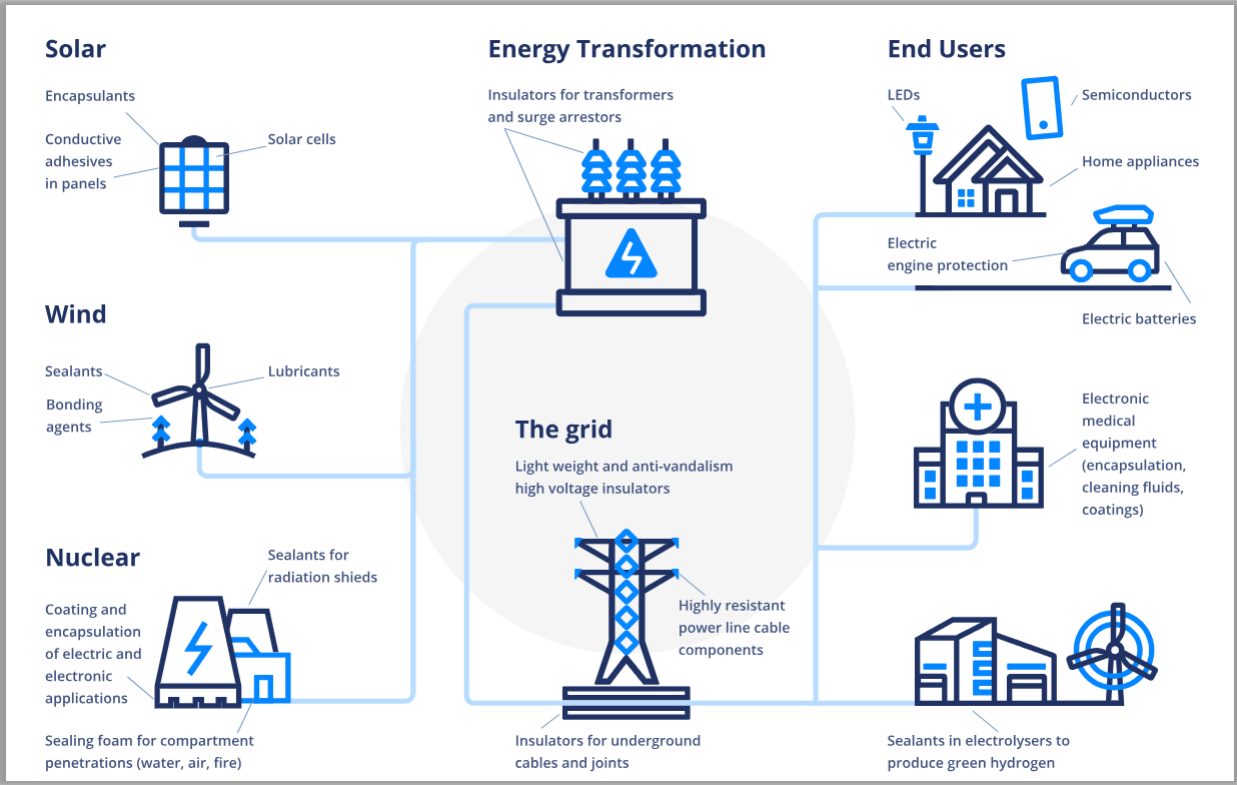 Solar
Encapsulants
Conductive
adhesives
in panels
Solar cells
Wind
Sealants
Bonding
agents
Lubricants
Nuclear
Sealants for
radiation shieds
Coating and
encapsulation
of electric and
electronic
applications
Sealing foam for compartment
penetrations (water, air, fire)
Energy Transformation
Insulators for transformers
and surge arrestors
The grid
Light weight and anti-vandalism
high voltage insulators
Highly resistant
power line cable
components
Insulators for underground
cables and joints
End Users
LEDs
Semiconductors
Home appliances
Electric
engine protection
Electric batteries
Electronic
medical
equipment
(encapsulation,
cleaning fluids,
coatings)
Sealants in electrolysers to
produce green hydrogen